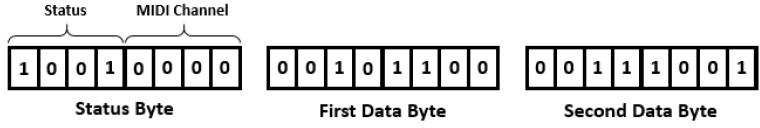 Status MIDI Channel
1 0 0 1 0 0 0 0 0 0 1 0 1 1 0 0 0 0 1 1 1 0 0 1
Status Byte First Data Byte Second Data Byte